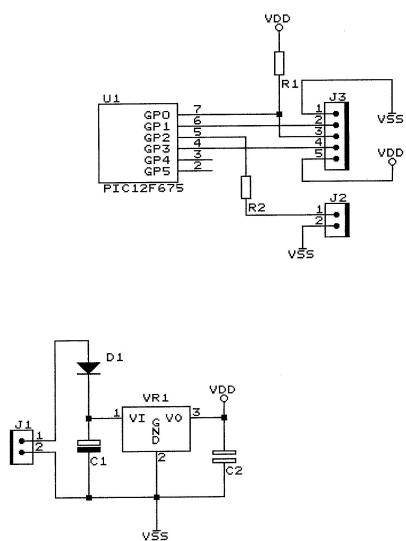 VDD
R1
U1
J3
GP0 7
GP1 6
GP2 5
GP3 4
GP4 3
GP5 2
PIC12F675
1
2
3
4
5
VSS
VDD
R2
J2
1
2
VSS
D1
VR1
VDD
1 VI GND VO 3
2
J1
1
2
C1
C2
VSS